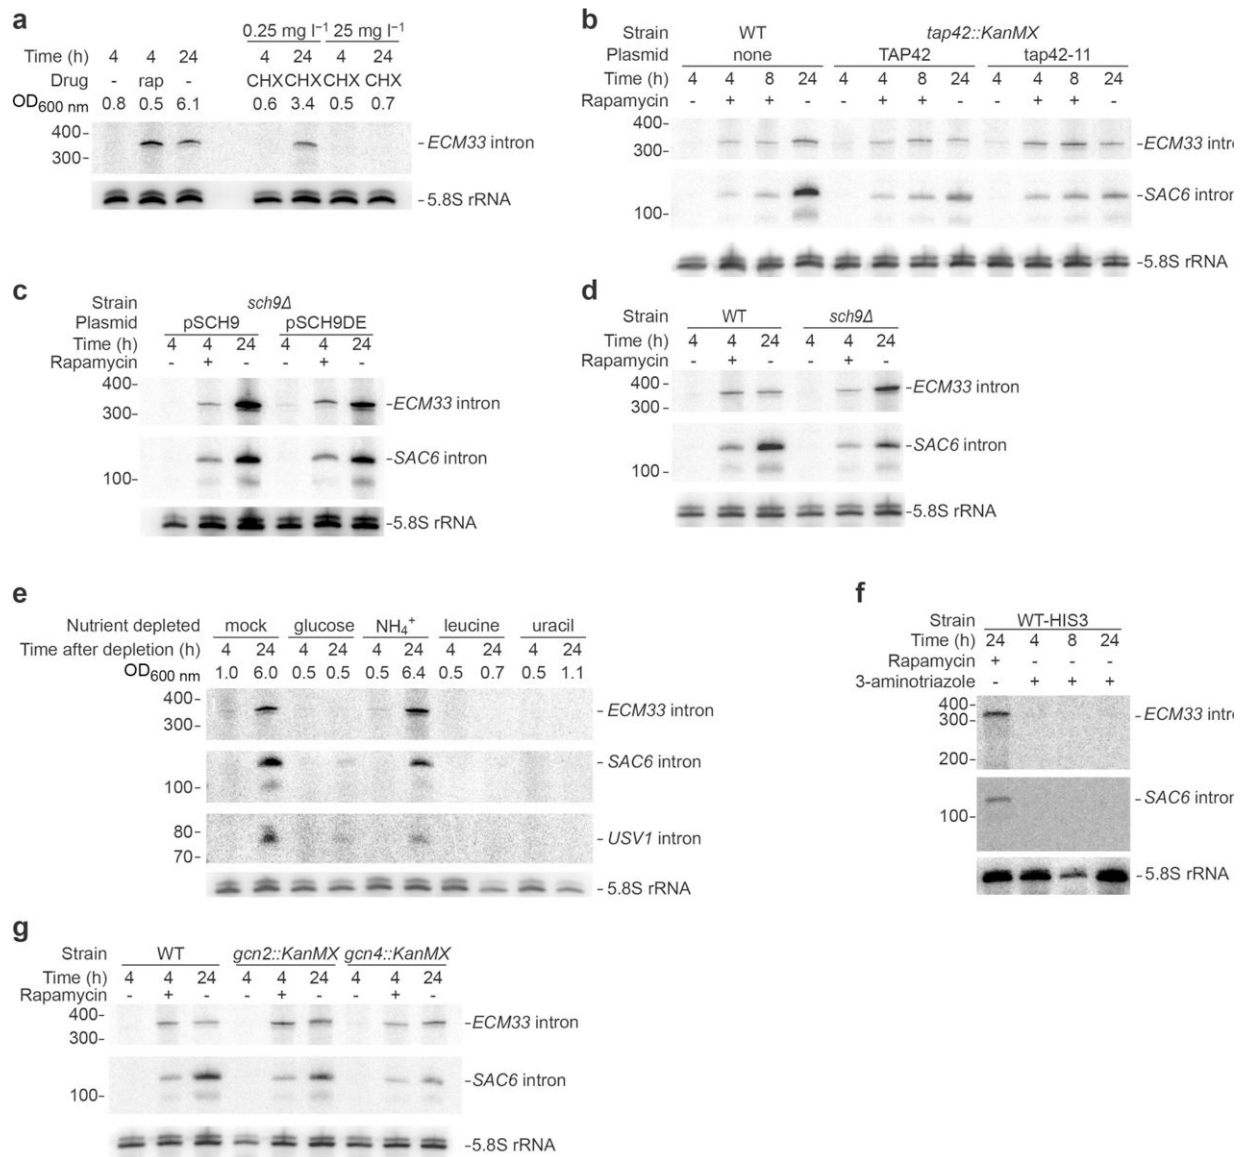 a
0.25 mg l⁻¹ 25 mg l⁻¹
Time (h) 4 4 24 4 24 4 24
Drug - rap - CHX CHX CHX CHX
OD600 nm 0.8 0.5 6.1 0.6 3.4 0.5 0.7
400-
300-
-ECM33 intron
-5.8S rRNA
b
Strain WT tap42::KanMX
Plasmid none TAP42 tap42-11
Time (h) 4 4 8 24 4 4 8 24 4 4 8 24
Rapamycin - + + - - + + - - + + -
400-
300-
-ECM33 intro
100-
-SAC6 intron
-5.8S rRNA
c
Strain sch9Δ
Plasmid pSCH9 pSCH9DE
Time (h) 4 4 24 4 4 24
Rapamycin - + - - + -
400-
300-
-ECM33 intron
-SAC6 intron
100-
-5.8S rRNA
d
Strain WT sch9Δ
Time (h) 4 4 24 4 4 24
Rapamycin - + - - + -
400-
300-
-ECM33 intron
-SAC6 intron
100-
-5.8S rRNA
e
Nutrient depleted mock glucose NH₄⁺ leucine uracil
Time after depletion (h) 4 24 4 24 4 24 4 24 4 24
OD600 nm 1.0 6.0 0.5 0.5 0.5 6.4 0.5 0.7 0.5 1.1
400-
300-
-ECM33 intron
-SAC6 intron
100-
80-
70-
-USV1 intron
-5.8S rRNA
f
Strain WT-HIS3
Time (h) 24 4 8 24
Rapamycin + - - -
3-aminotriazole - + + +
400-
300-
200-
-ECM33 intro
-SAC6 intron
100-
-5.8S rRNA
g
Strain WT gcn2::KanMX gcn4::KanMX
Time (h) 4 4 24 4 4 24 4 4 24
Rapamycin - + - - + - - + -
400-
300-
-ECM33 intron
-SAC6 intron
100-
-5.8S rRNA